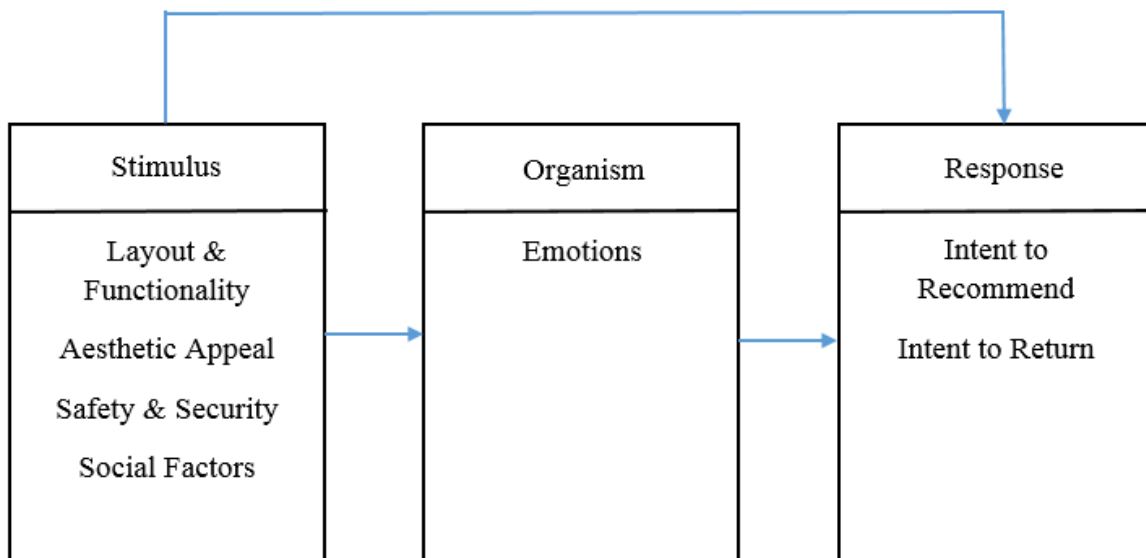 Stimulus
Layout &
Functionality
Aesthetic Appeal
Safety & Security
Social Factors
Organism
Emotions
Response
Intent to
Recommend
Intent to Return